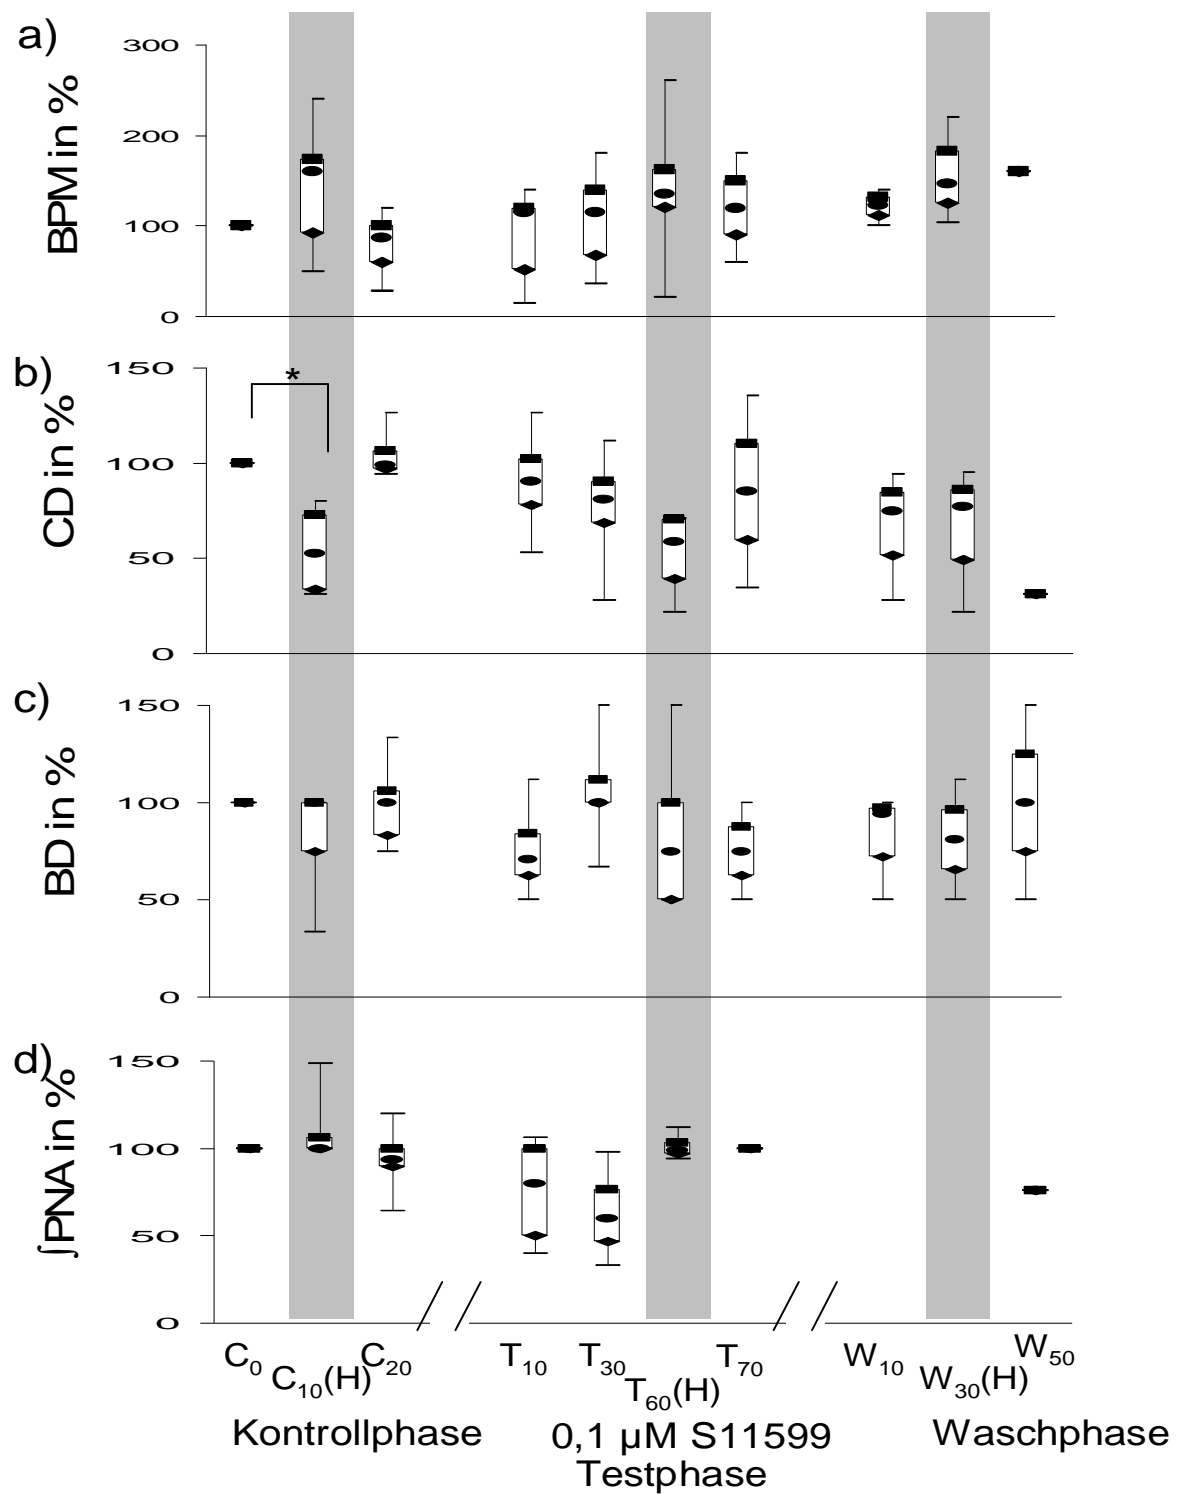 a)
BPM in %
300
200
100
0
b)
CD in %
150
100
50
0
*
c)
BD in %
150
100
50
0
d)
∫PNA in %
150
100
50
0
C₀ C₁₀(H) C₂₀ T₁₀ T₃₀ T₆₀(H) T₇₀ W₁₀ W₃₀(H) W₅₀
Kontrollphase 0,1 µM S11599 Waschphase
Testphase